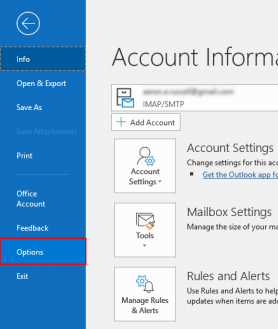 Info
Open & Export
Save As
Save Attachments
Print
Office
Account
Feedback
Options
Exit
Account Informa
IMAP/SMTP
+ Add Account
Account
Settings
Account Settings
Change settings for this acc
Get the Outlook app fo
Tools
Mailbox Settings
Manage the size of your ma
Manage Rules
& Alerts
Rules and Alerts
Use Rules and Alerts to help
updates when items are add